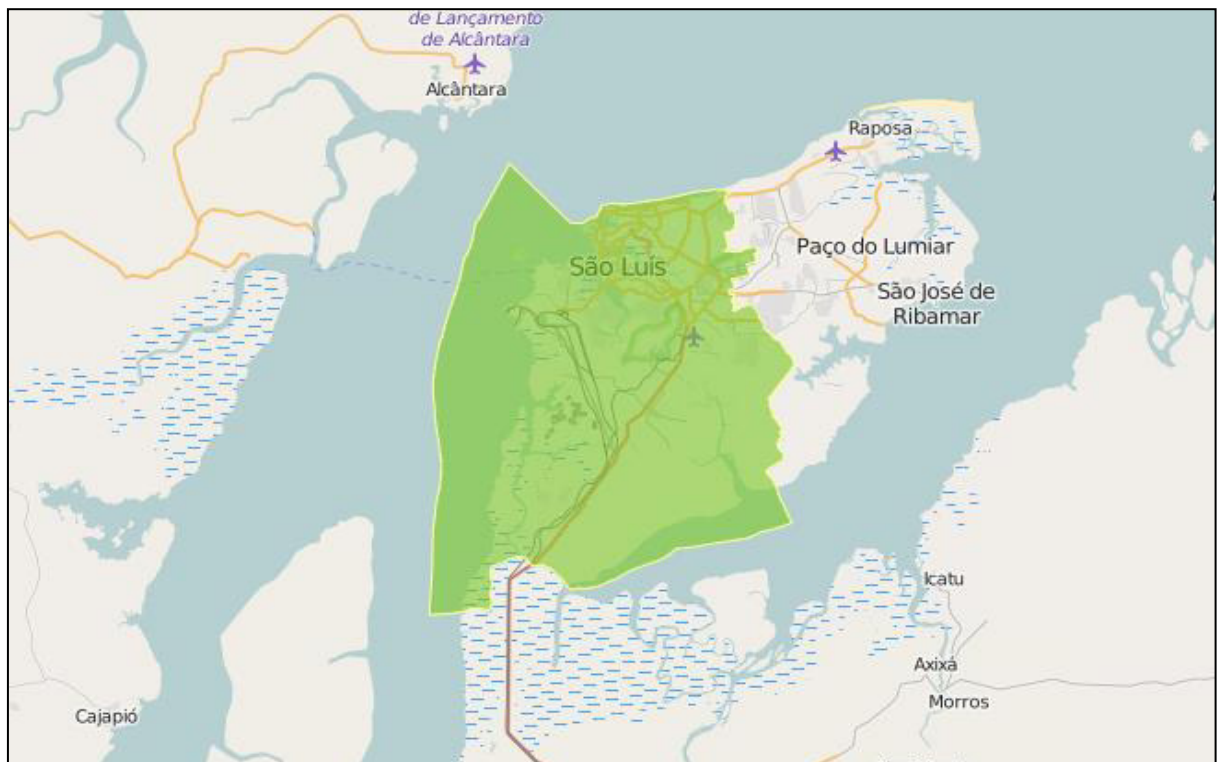 de Lançamento
de Alcântara
Alcântara
Raposa
São Luís
Paço do Lumiar
São José de
Ribamar
Icatu
Axixá
Morros
Cajapió